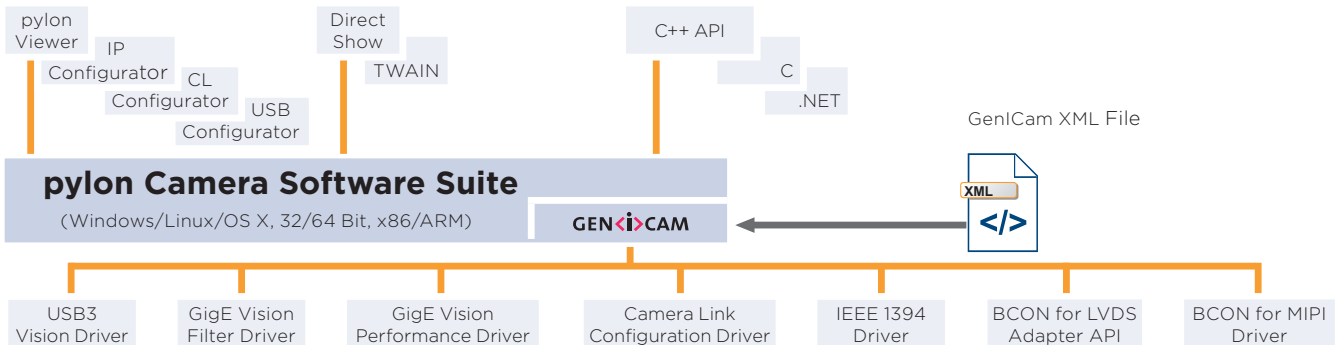 pylon
Viewer
IP
Configurator
CL
Configurator
USB
Configurator
Direct
Show
TWAIN
C++ API
C
.NET
GenICam XML File
XML
</>
pylon Camera Software Suite
(Windows/Linux/OS X, 32/64 Bit, x86/ARM)
GEN<i>CAM
USB3
Vision Driver
GigE Vision
Filter Driver
GigE Vision
Performance Driver
Camera Link
Configuration Driver
IEEE 1394
Driver
BCON for LVDS
Adapter API
BCON for MIPI
Driver